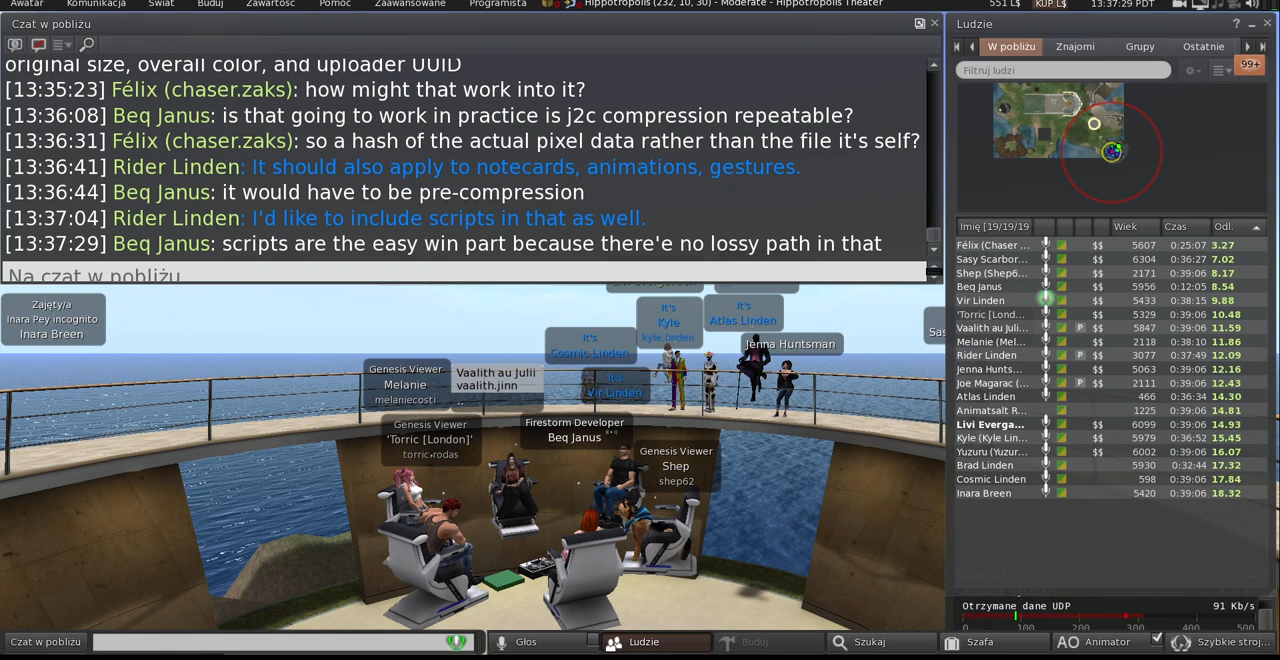 Awatar Komunikacja Świat Buduj Zawartość Pomoc Zaawansowane Programista Hippotropolis (232, 10, 30) - Moderate - Hippotropolis Theater 551 L$ KUP L$ 13:37:29 PDT
Czat w pobliżu
original size, overall color, and uploader UUID
[13:35:23] Félix (chaser.zaks): how might that work into it?
[13:36:08] Beq Janus: is that going to work in practice is j2c compression repeatable?
[13:36:31] Félix (chaser.zaks): so a hash of the actual pixel data rather than the file it's self?
[13:36:41] Rider Linden: It should also apply to notecards, animations, gestures.
[13:36:44] Beq Janus: it would have to be pre-compression
[13:37:04] Rider Linden: I'd like to include scripts in that as well.
[13:37:29] Beq Janus: scripts are the easy win part because there'e no lossy path in that
Na czat w pobliżu
Zajęty/a
Inara Pey incognito
Inara Breen
It's
Kyle
kyle.linden
It's
Atlas Linden
Sas
It's
Cosmic Linden
Jenna Huntsman
Genesis Viewer
Melanie
melaniecosti
Vaalith au Julii
vaalith.jinn
It's
Vir Linden
Genesis Viewer
'Torric [London]'
torric.rodas
Firestorm Developer
Beq Janus
Genesis Viewer
Shep
shep62
Ludzie
?
W pobliżu Znajomi Grupy Ostatnie
99+
Filtruj ludzi
Imię [19/19/19 Wiek Czas Odl.
Félix (Chaser ... $$ 5607 0:25:07 3.27
Sasy Scarbor... $$ 6304 0:36:27 7.02
Shep (Shep6... $$ 2171 0:39:06 8.17
Beq Janus $$ 5956 0:12:05 8.54
Vir Linden $$ 5433 0:38:15 9.88
'Torric [Lond... $$ 5329 0:39:06 10.48
Vaalith au Juli... P $$ 5847 0:39:06 11.59
Melanie (Mel... $$ 2118 0:38:10 11.86
Rider Linden P $$ 3077 0:37:49 12.09
Jenna Hunts... $$ 5063 0:39:06 12.16
Joe Magarac (... P $$ 2111 0:39:06 12.43
Atlas Linden 466 0:36:34 14.30
Animatsalt R... 1225 0:39:06 14.81
Livi Everga... $$ 6099 0:39:06 14.93
Kyle (Kyle Lin... $$ 5979 0:36:52 15.45
Yuzuru (Yuzur... $$ 6002 0:39:06 16.07
Brad Linden 5930 0:32:44 17.32
Cosmic Linden 598 0:39:06 17.84
Inara Breen 5420 0:39:06 18.32
Otrzymane dane UDP 91 Kb/s
0 100 200 300 400 500
Czat w pobliżu Głos Ludzie Buduj Szukaj Szafa AO Animator Szybkie stroj...